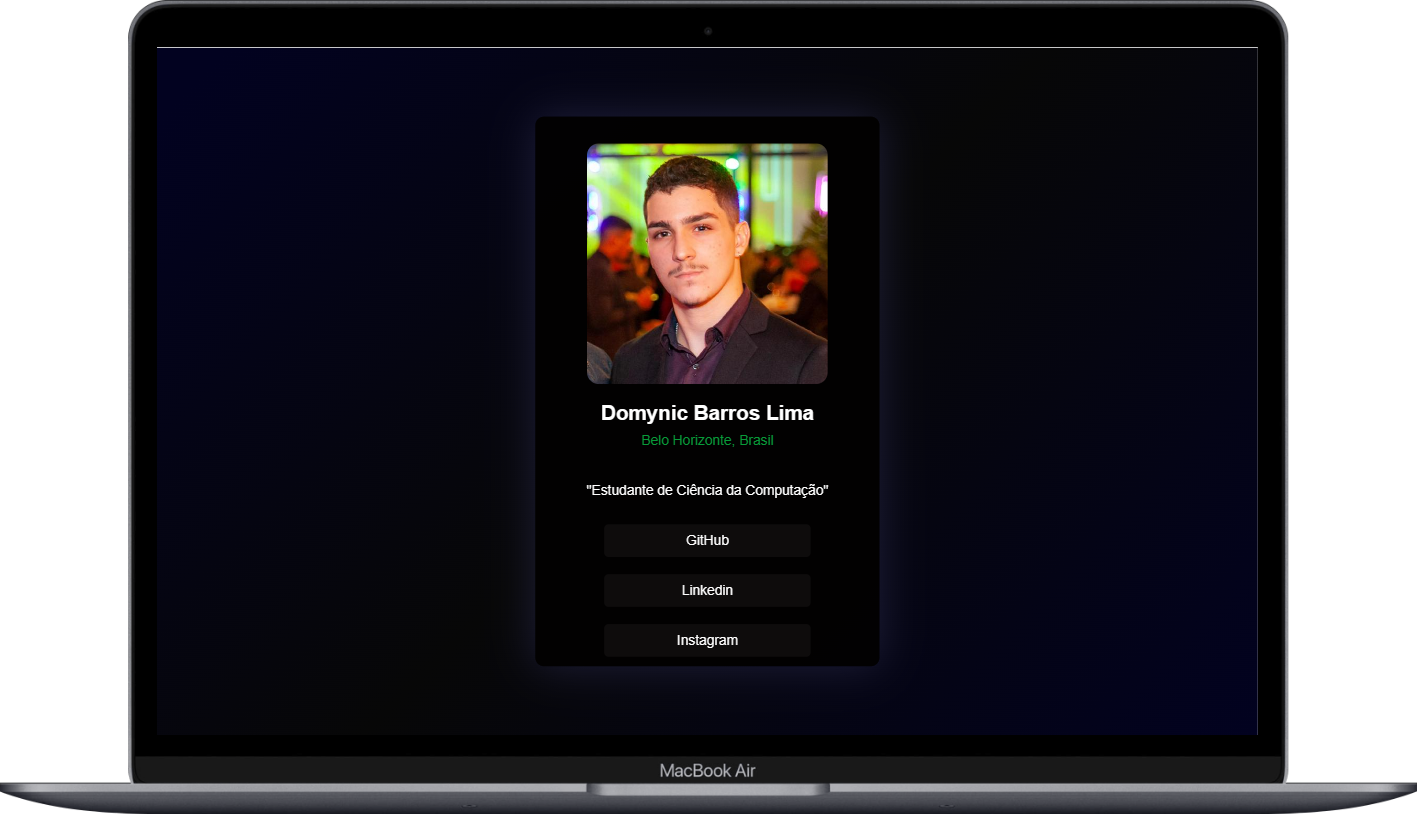 Domynic Barros Lima
Belo Horizonte, Brasil
"Estudante de Ciência da Computação"
GitHub
Linkedin
Instagram
MacBook Air